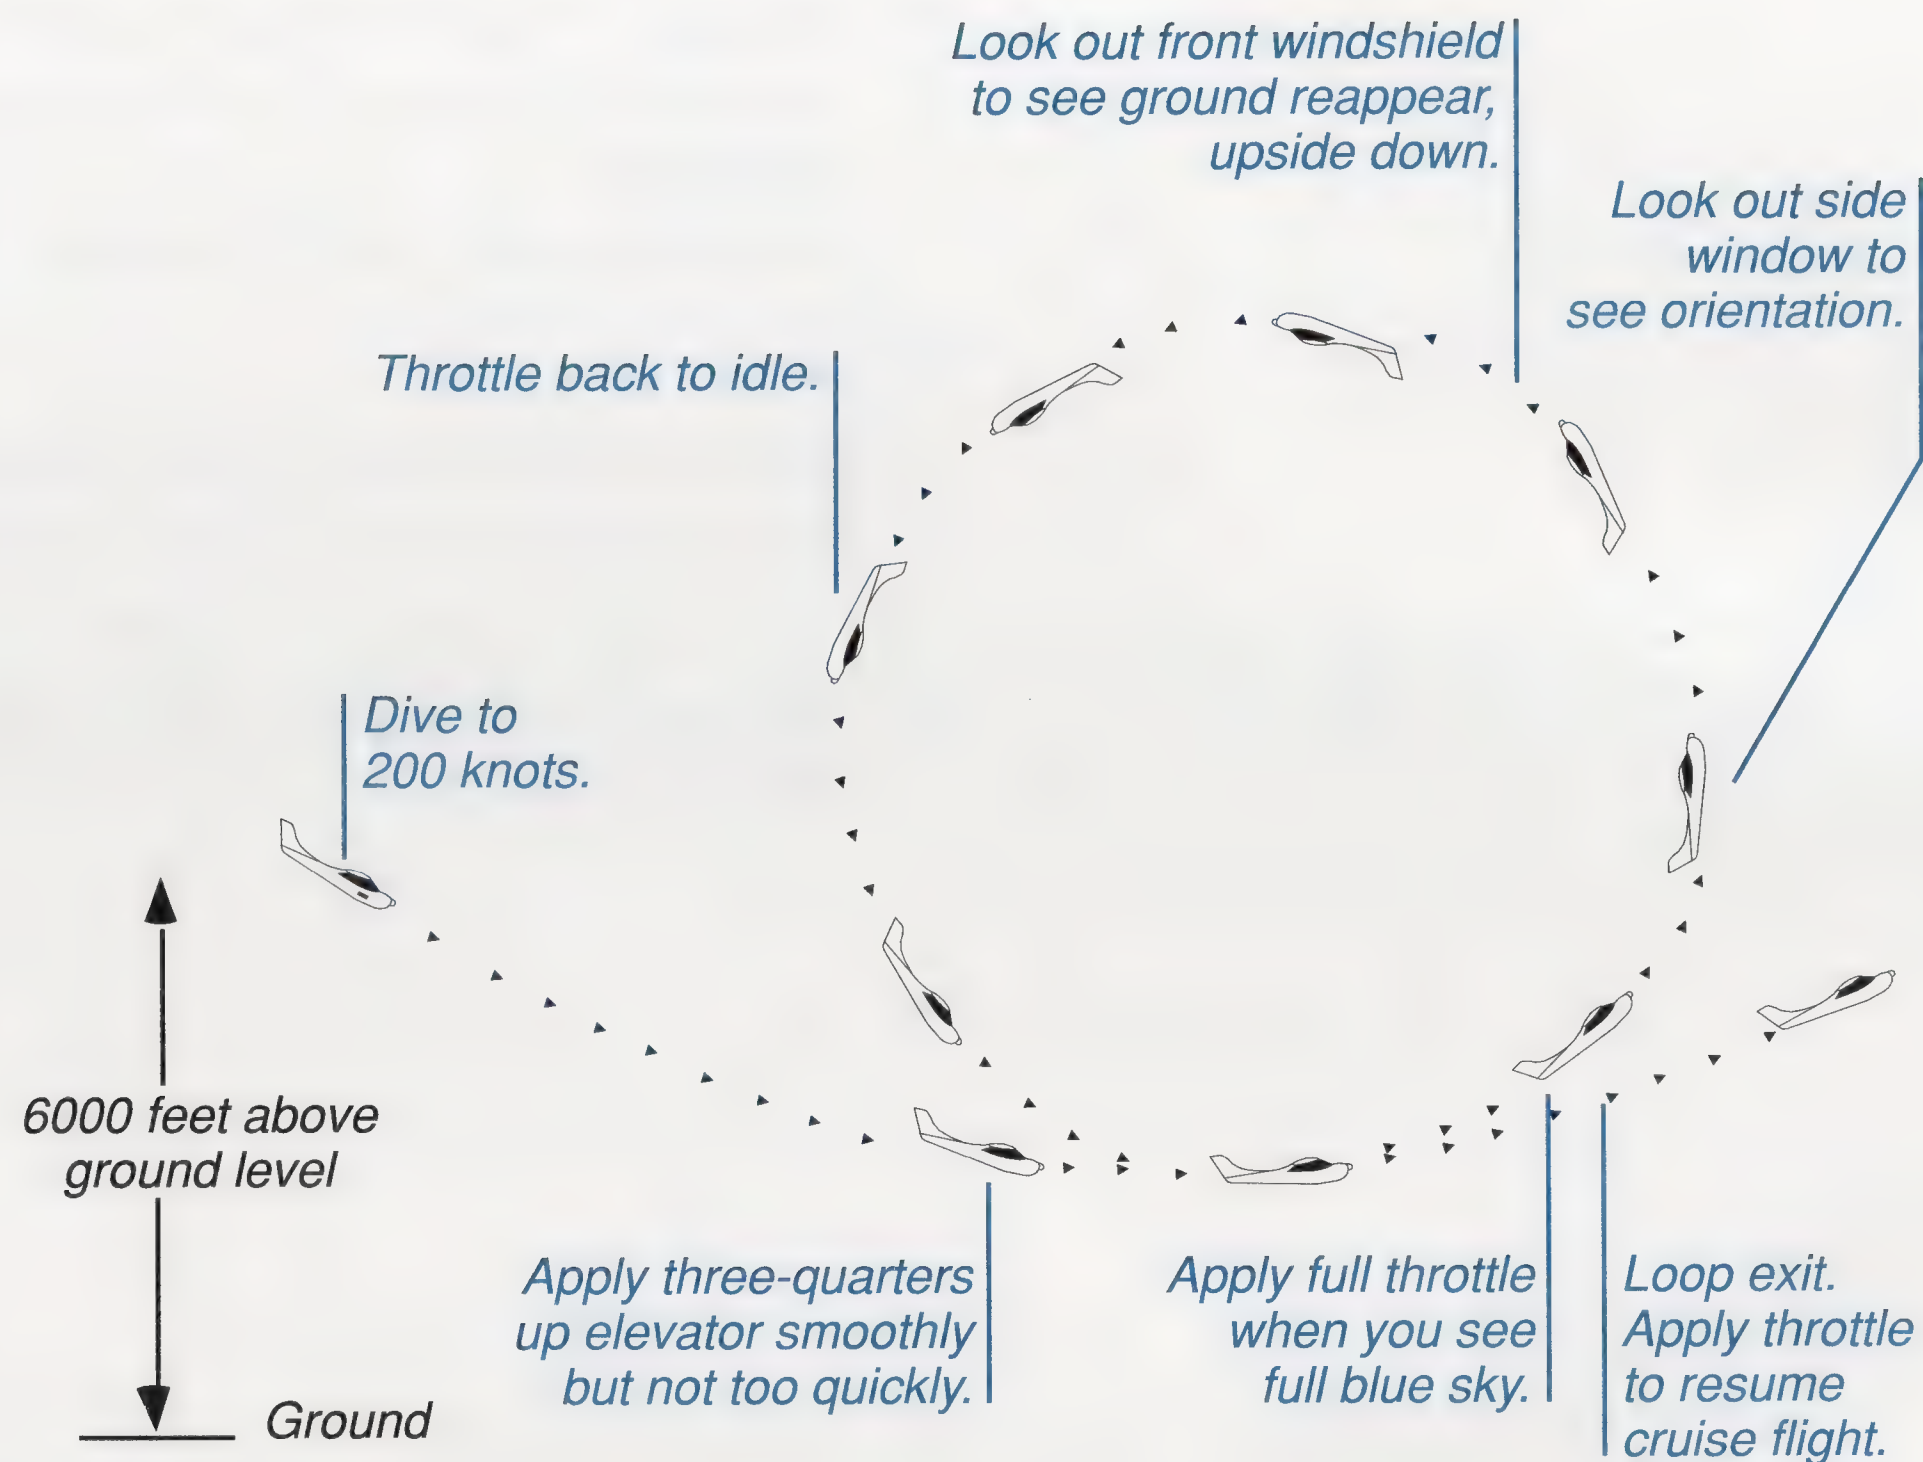 Look out front windshield
to see ground reappear,
upside down.
Look out side
window to
see orientation.
Throttle back to idle.
Dive to
200 knots.
6000 feet above
ground level
Apply three-quarters
up elevator smoothly
but not too quickly.
Apply full throttle
when you see
full blue sky.
Loop exit.
Apply throttle
to resume
cruise flight.
Ground